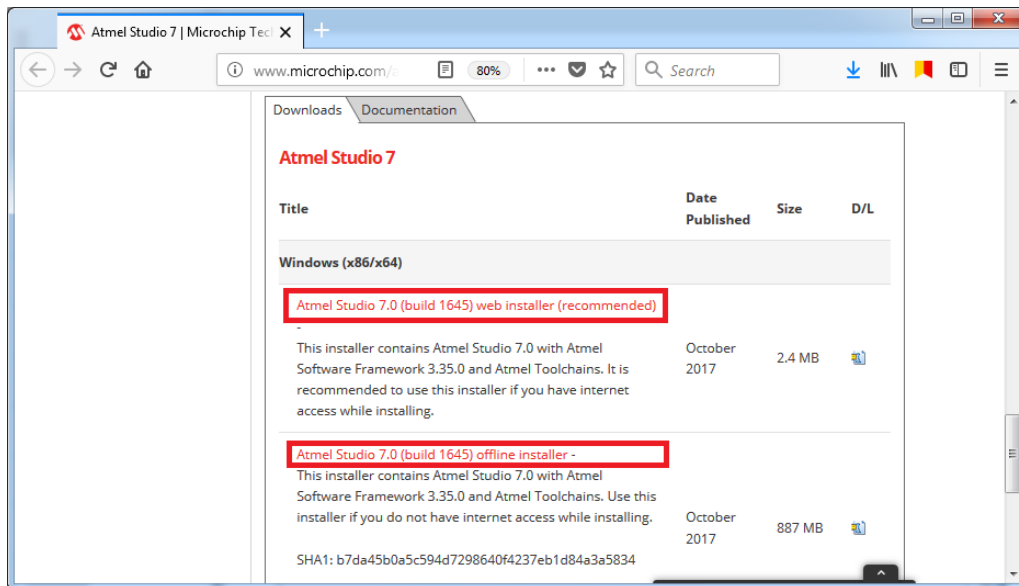 Atmel Studio 7 | Microchip Tec
www.microchip.com/a
80%
Search
Downloads
Documentation
Atmel Studio 7
Title
Date Published
Size
D/L
Windows (x86/x64)
Atmel Studio 7.0 (build 1645) web installer (recommended)
-
This installer contains Atmel Studio 7.0 with Atmel
Software Framework 3.35.0 and Atmel Toolchains. It is
recommended to use this installer if you have internet
access while installing.
October
2017
2.4 MB
Atmel Studio 7.0 (build 1645) offline installer -
This installer contains Atmel Studio 7.0 with Atmel
Software Framework 3.35.0 and Atmel Toolchains. Use this
installer if you do not have internet access while installing.
SHA1: b7da45b0a5c594d7298640f4237eb1d84a3a5834
October
2017
887 MB